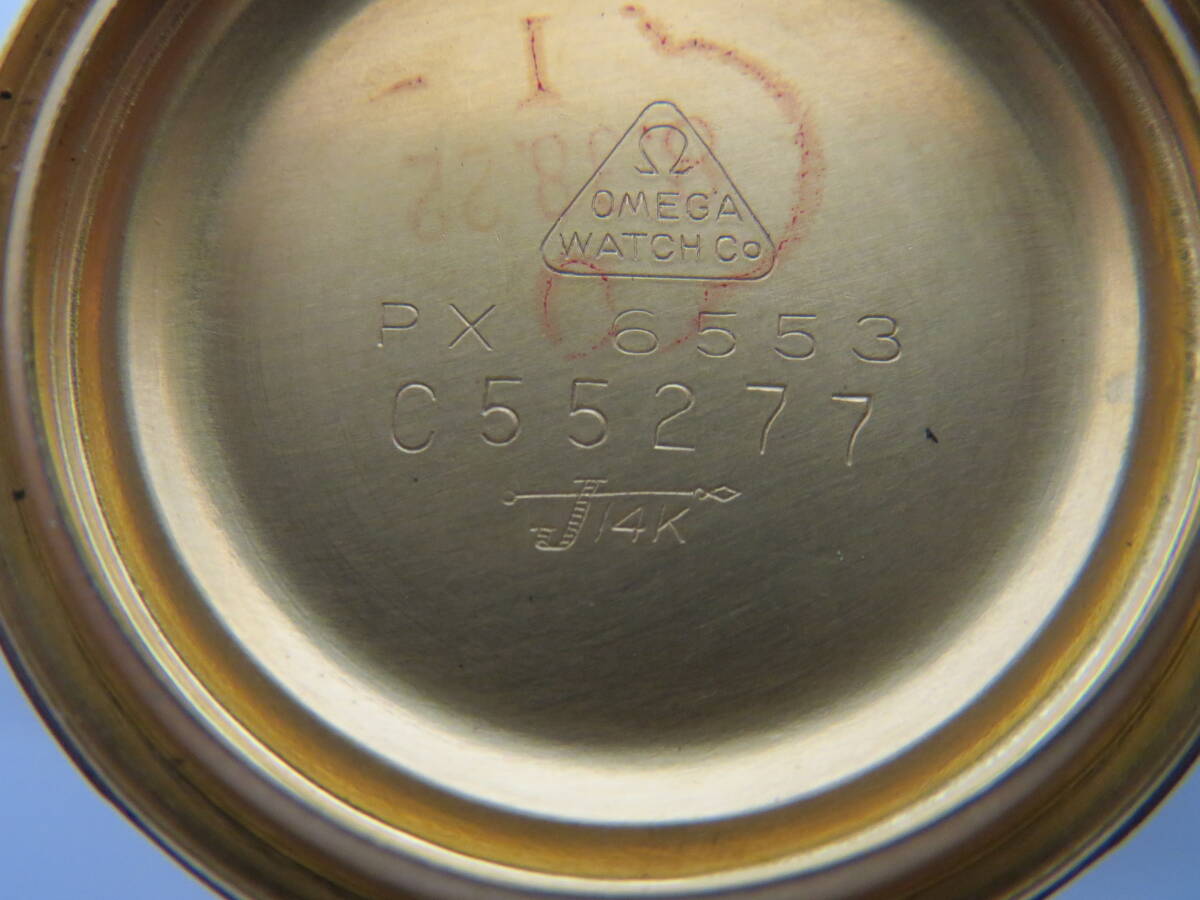 Ω
OMEGA
WATCH Co
PX 6553
C55277
J 14K